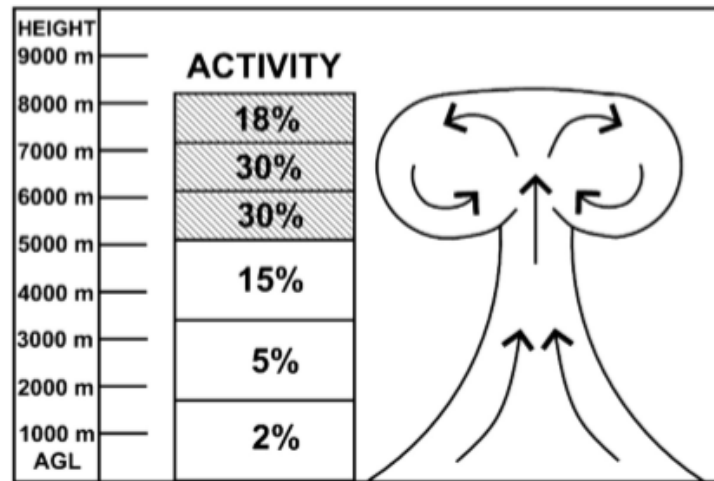 HEIGHT
9000 m
8000 m
7000 m
6000 m
5000 m
4000 m
3000 m
2000 m
1000 m
AGL
ACTIVITY
18%
30%
30%
15%
5%
2%